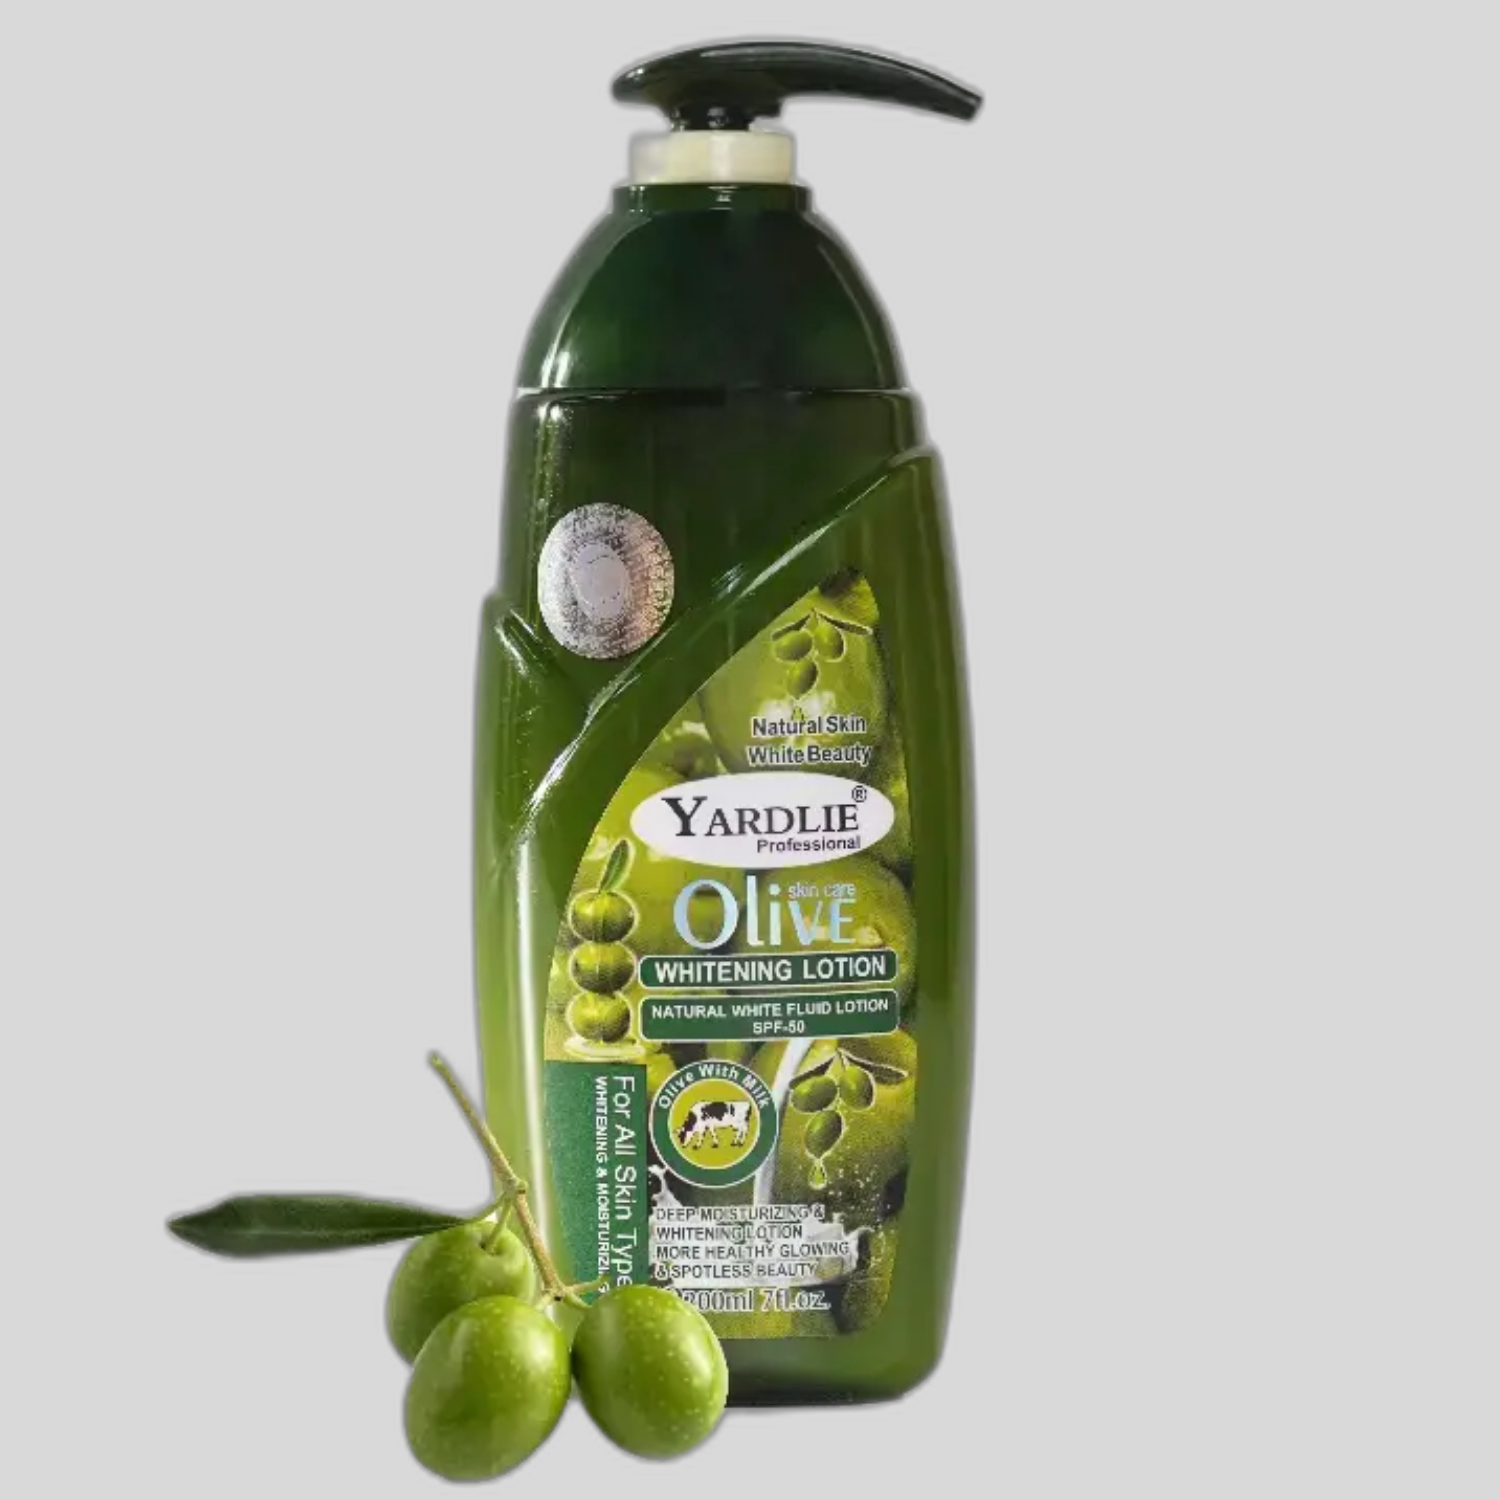 Natural Skin
White Beauty
YARDLIE®
Professional
skin care
OliVE
WHITENING LOTION
NATURAL WHITE FLUID LOTION
SPF-50
Olive With Milk
For All Skin Type
WHITENING & MOISTURIZI
DEEP MOISTURIZING &
WHITENING LOTION
MORE HEALTHY GLOWING
& SPOTLESS BEAUTY
200ml 7fl.oz.